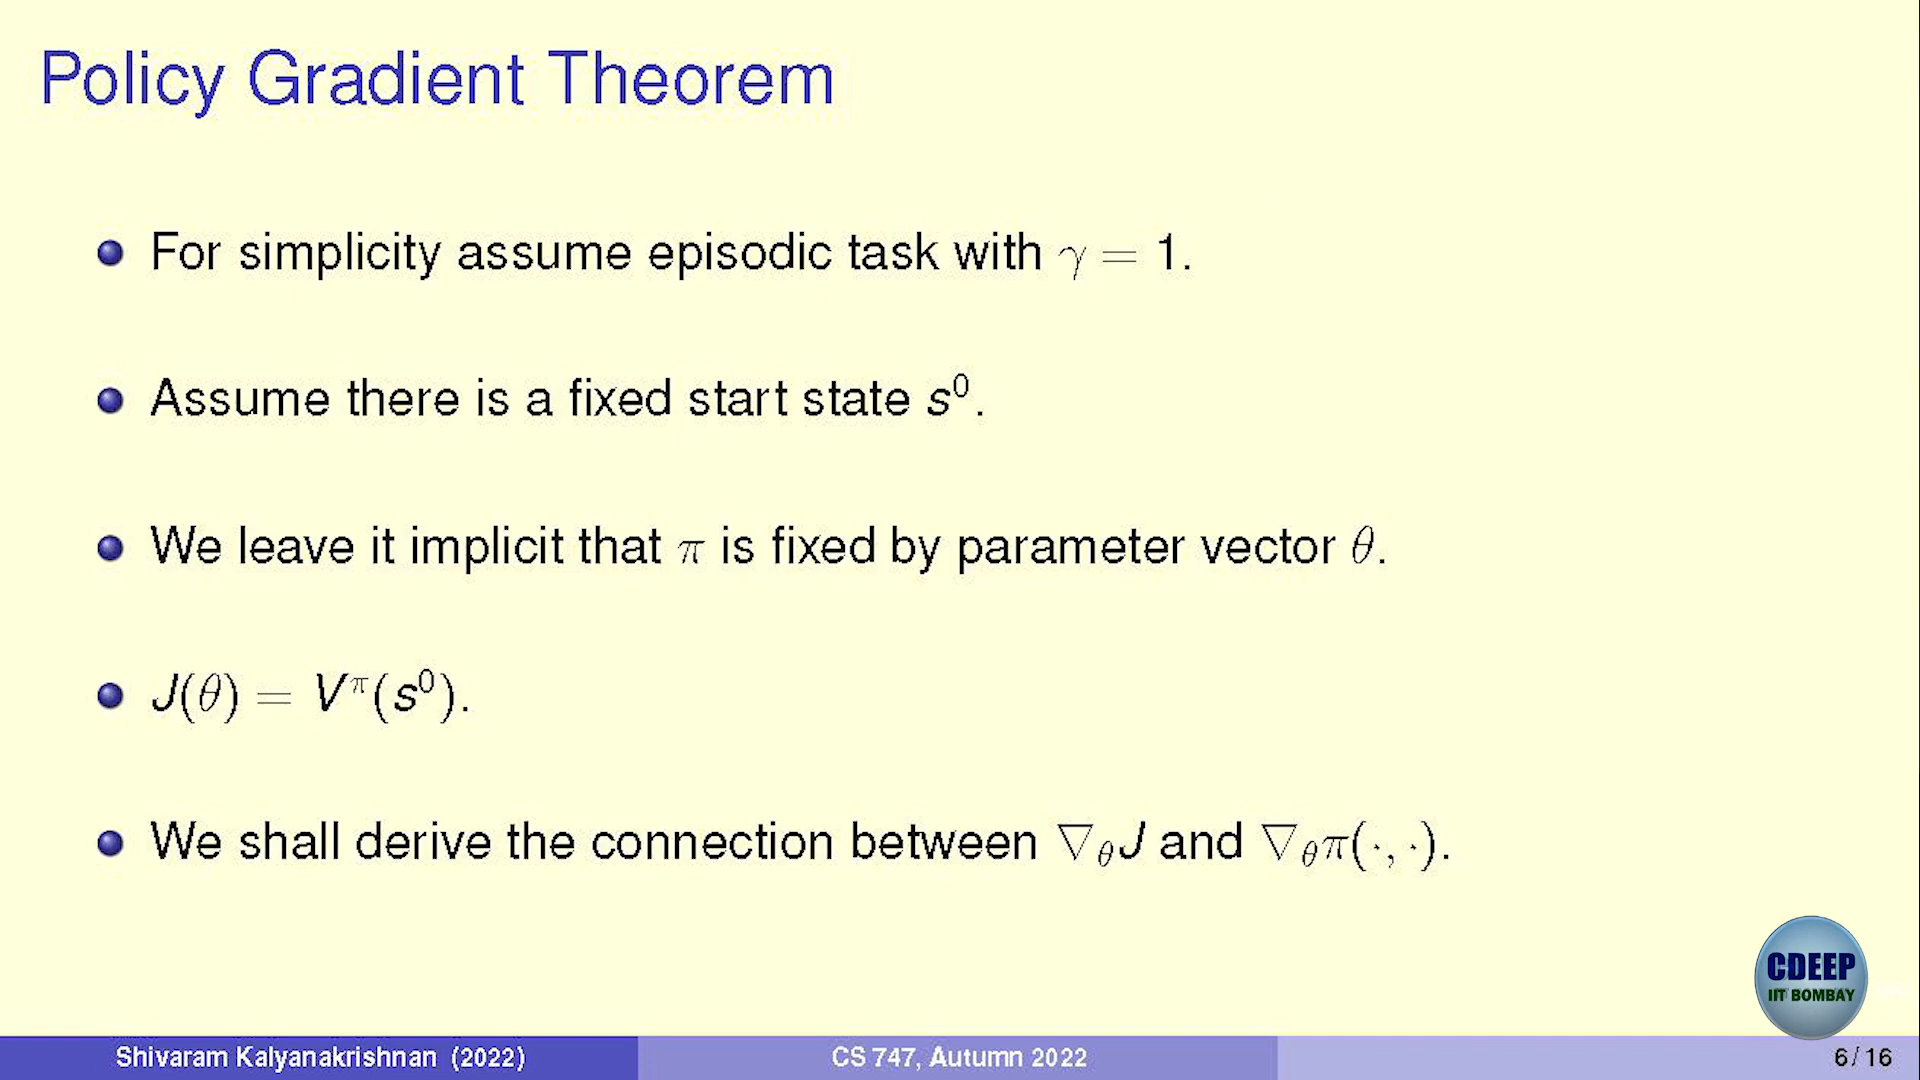 Policy Gradient Theorem
For simplicity assume episodic task with γ = 1.
Assume there is a fixed start state s⁰.
We leave it implicit that π is fixed by parameter vector θ.
J(θ) = V^π(s⁰).
We shall derive the connection between ∇_θJ and ∇_θπ(·, ·).
CDEEP
IIT BOMBAY
Shivaram Kalyanakrishnan (2022)
CS 747, Autumn 2022
6 / 16